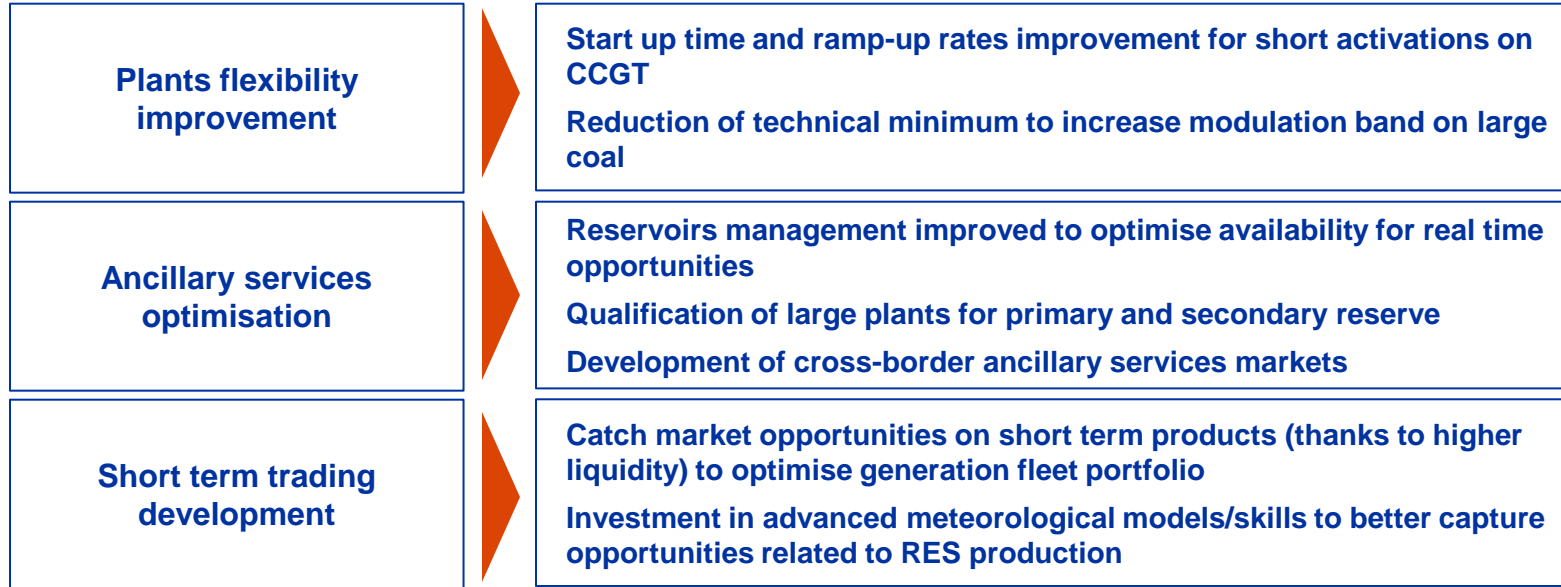 Plants flexibility
improvement
Start up time and ramp-up rates improvement for short activations on
CCGT
Reduction of technical minimum to increase modulation band on large
coal
Ancillary services
optimisation
Reservoirs management improved to optimise availability for real time
opportunities
Qualification of large plants for primary and secondary reserve
Development of cross-border ancillary services markets
Short term trading
development
Catch market opportunities on short term products (thanks to higher
liquidity) to optimise generation fleet portfolio
Investment in advanced meteorological models/skills to better capture
opportunities related to RES production